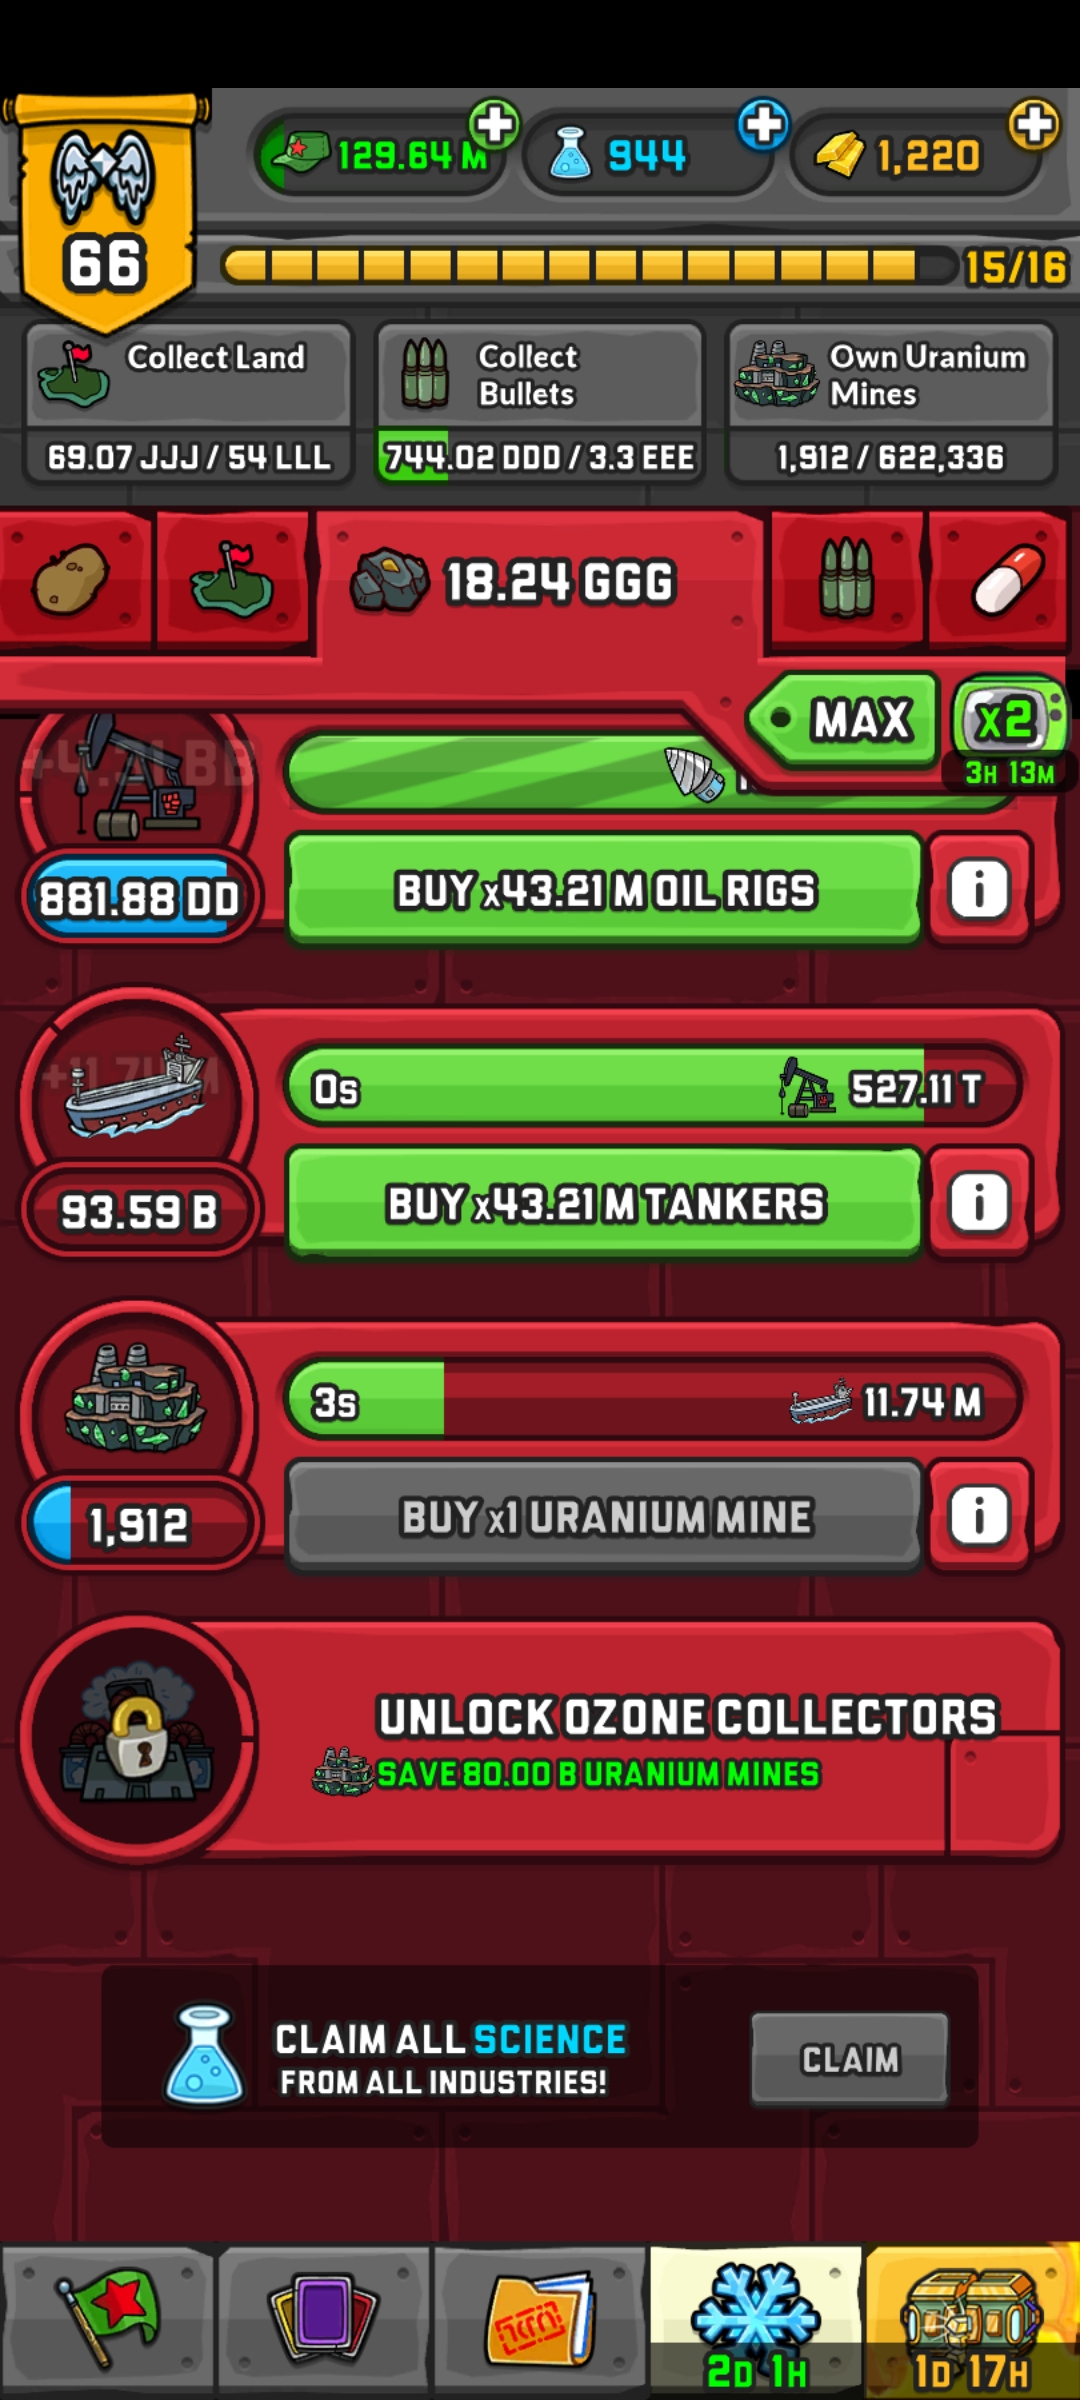 129.64 M
944
1,220
66
15/16
Collect Land
69.07 JJJ / 54 LLL
Collect
Bullets
744.02 DDD / 3.3 EEE
Own Uranium
Mines
1,912 / 622,336
18.24 GGG
MAX
x2
3H 13M
881.88 DD
BUY x43.21 M OIL RIGS
i
+11.74 M
0s
527.11 T
93.59 B
BUY x43.21 M TANKERS
i
3s
11.74 M
1,912
BUY x1 URANIUM MINE
i
UNLOCK OZONE COLLECTORS
SAVE 80.00 B URANIUM MINES
CLAIM ALL SCIENCE
FROM ALL INDUSTRIES!
CLAIM
2D 1H
1D 17H